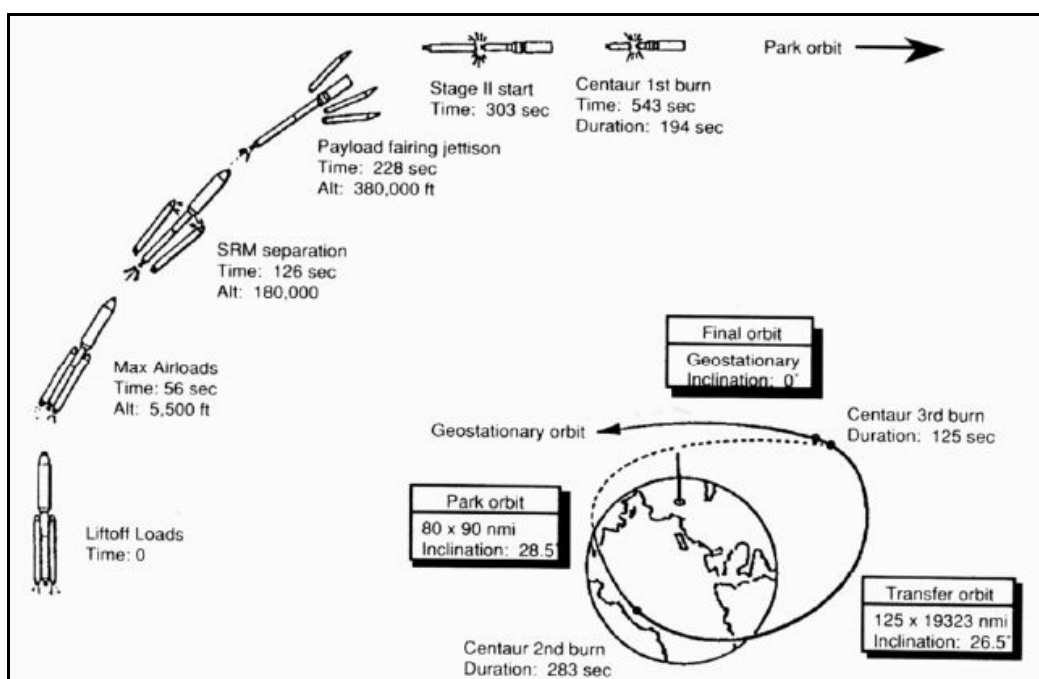 Stage II start
Time: 303 sec
Centaur 1st burn
Time: 543 sec
Duration: 194 sec
Park orbit
Payload fairing jettison
Time: 228 sec
Alt: 380,000 ft
SRM separation
Time: 126 sec
Alt: 180,000
Max Airloads
Time: 56 sec
Alt: 5,500 ft
Liftoff Loads
Time: 0
Final orbit
Geostationary
Inclination: 0°
Centaur 3rd burn
Duration: 125 sec
Geostationary orbit
Park orbit
80 x 90 nmi
Inclination: 28.5°
Transfer orbit
125 x 19323 nmi
Inclination: 26.5°
Centaur 2nd burn
Duration: 283 sec